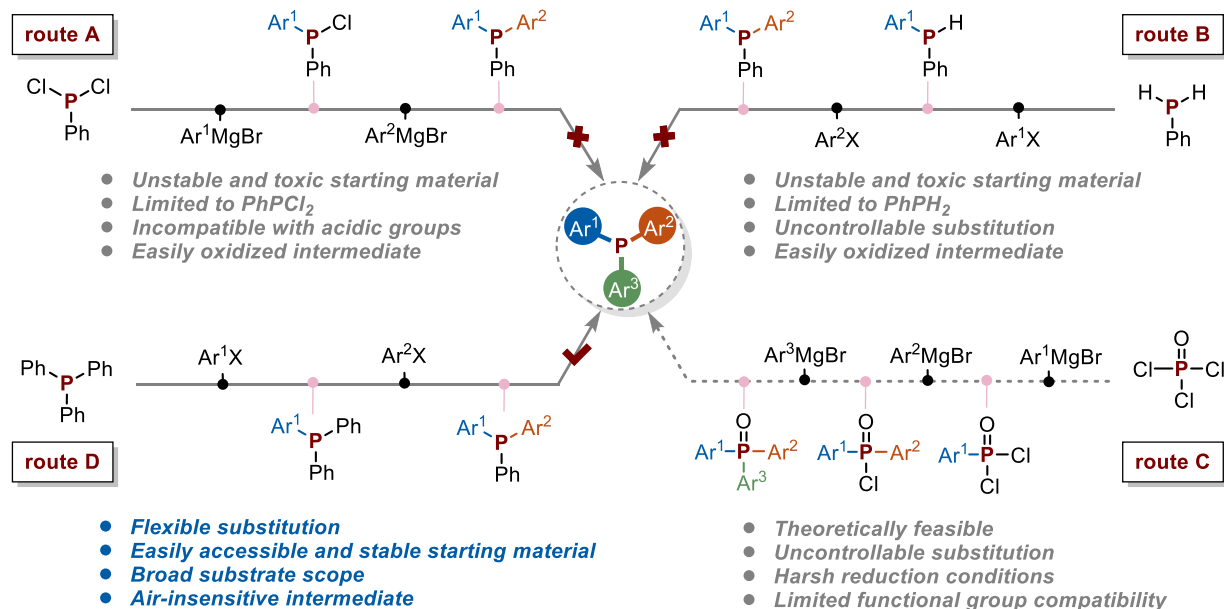 route A
Cl Cl
P
Ph
Ar¹ Cl
P
Ph
Ar¹ Ar²
P
Ph
Ar¹MgBr Ar²MgBr
Unstable and toxic starting material
Limited to PhPCl₂
Incompatible with acidic groups
Easily oxidized intermediate
Ar¹ Ar²
P
Ph
Ar¹ H
P
Ph
route B
H H
P
Ph
Ar²X Ar¹X
Unstable and toxic starting material
Limited to PhPH₂
Uncontrollable substitution
Easily oxidized intermediate
Ar¹ Ar²
P
Ar³
Ph Ph
P
Ph
route D
Ar¹X Ar²X
Ar¹ P Ph
Ph
Ar¹ P Ar²
Ph
Flexible substitution
Easily accessible and stable starting material
Broad substrate scope
Air-insensitive intermediate
Ar³MgBr Ar²MgBr Ar¹MgBr
O
Cl P Cl
Cl
route C
O
Ar¹ P Ar²
Ar³
O
Ar¹ P Ar²
Cl
O
Ar¹ P Cl
Cl
Theoretically feasible
Uncontrollable substitution
Harsh reduction conditions
Limited functional group compatibility